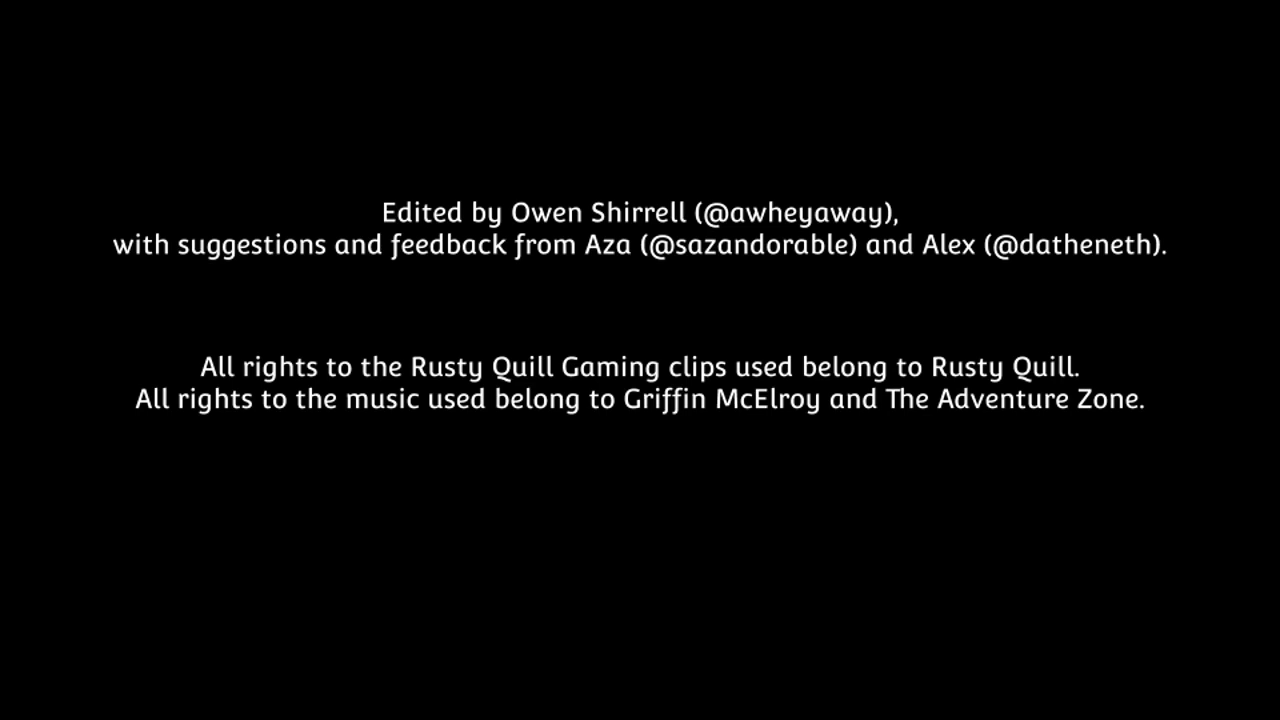 Edited by Owen Shirrell (@awheyaway),
with suggestions and feedback from Aza (@sazandorable) and Alex (@datheneth).
All rights to the Rusty Quill Gaming clips used belong to Rusty Quill.
All rights to the music used belong to Griffin McElroy and The Adventure Zone.